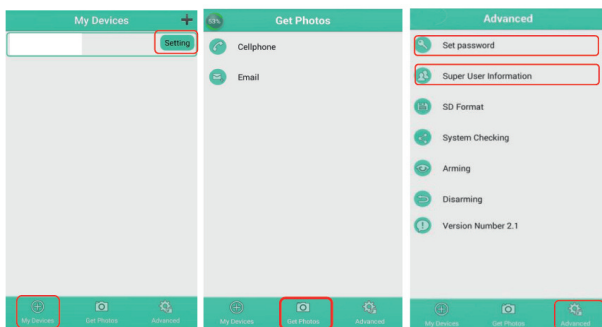 My Devices +
Setting
My Devices
Get Photos
Advanced
Get Photos
Cellphone
Email
My Devices
Get Photos
Advanced
Advanced
Set password
Super User Information
SD Format
System Checking
Arming
Disarming
Version Number 2.1
My Devices
Get Photos
Advanced